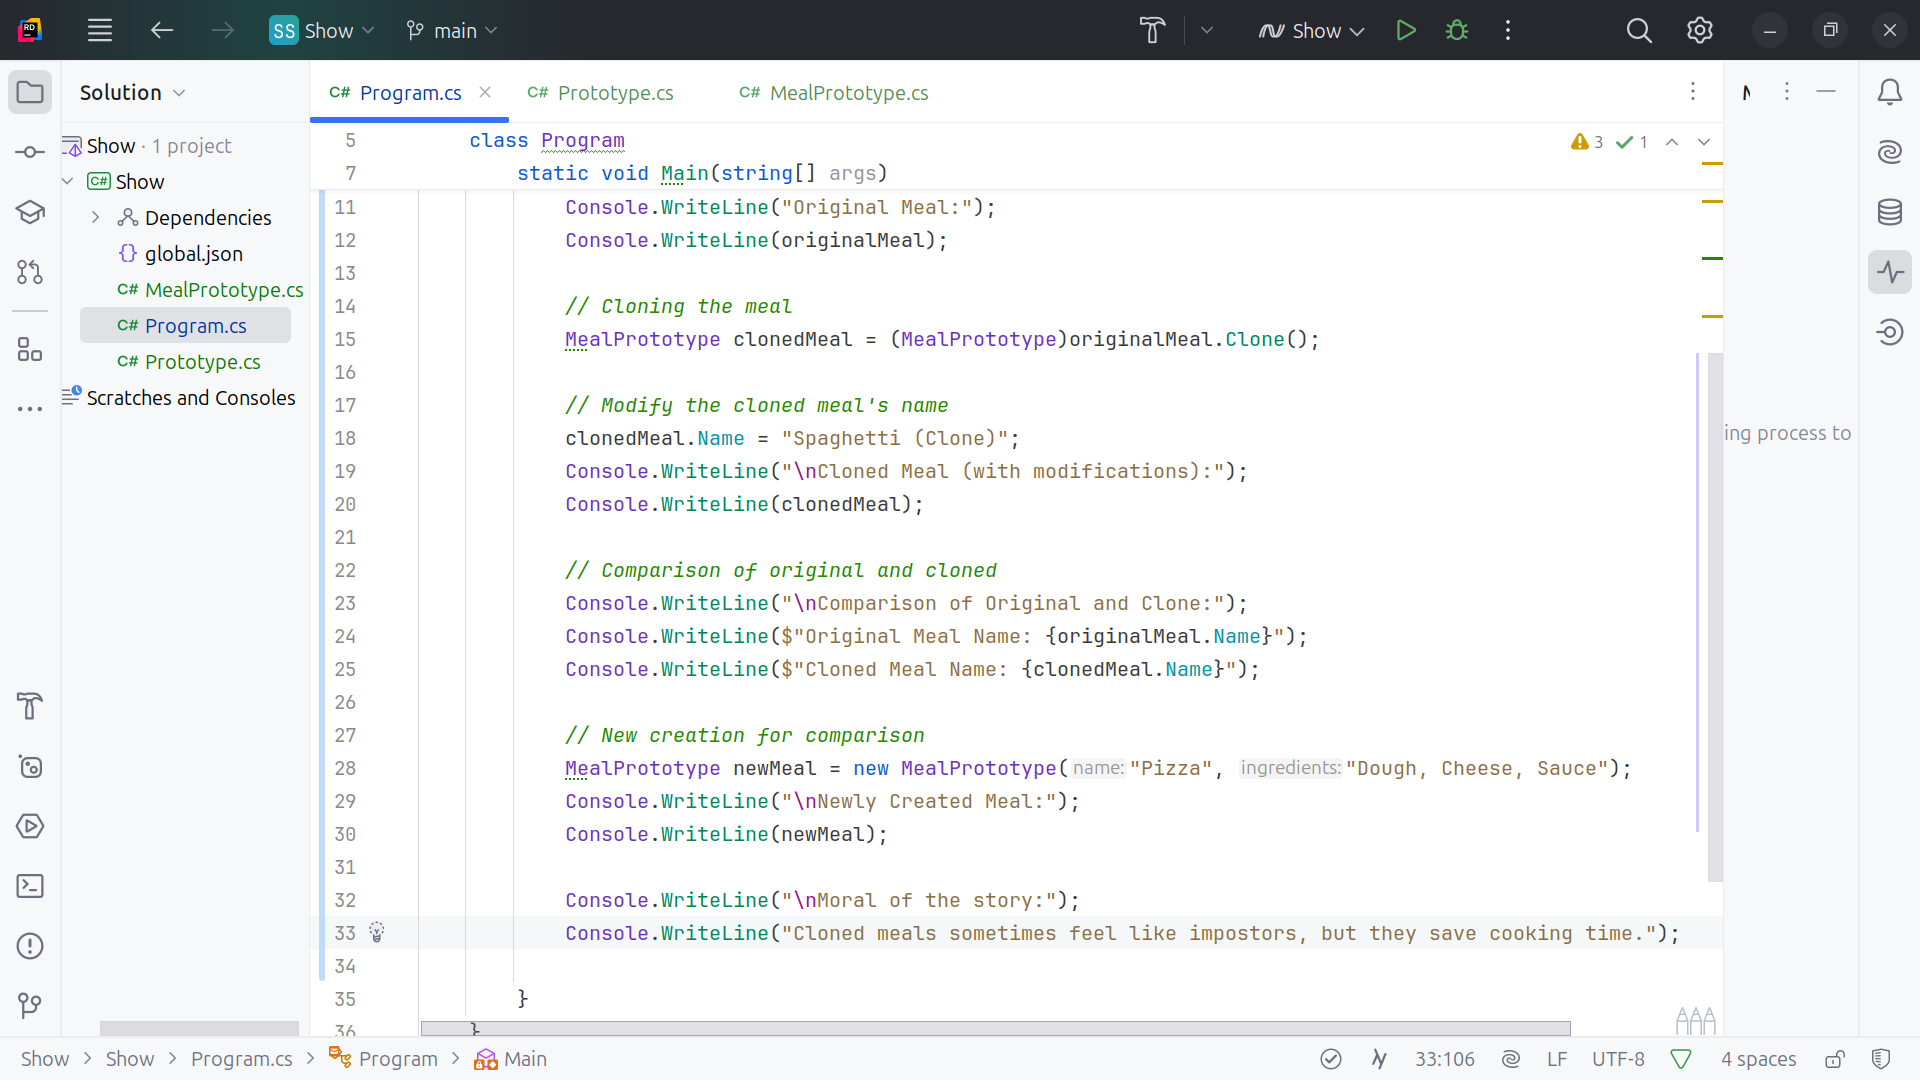 SS Show main Show
Solution
Show · 1 project
Show
Dependencies
global.json
MealPrototype.cs
Program.cs
Prototype.cs
Scratches and Consoles
C# Program.cs C# Prototype.cs C# MealPrototype.cs
5 class Program
3 1
7 static void Main(string[] args)
11 Console.WriteLine("Original Meal:");
12 Console.WriteLine(originalMeal);
13
14 // Cloning the meal
15 MealPrototype clonedMeal = (MealPrototype)originalMeal.Clone();
16
17 // Modify the cloned meal's name
18 clonedMeal.Name = "Spaghetti (Clone)";
19 Console.WriteLine("\nCloned Meal (with modifications):");
20 Console.WriteLine(clonedMeal);
21
22 // Comparison of original and cloned
23 Console.WriteLine("\nComparison of Original and Clone:");
24 Console.WriteLine($"Original Meal Name: {originalMeal.Name}");
25 Console.WriteLine($"Cloned Meal Name: {clonedMeal.Name}");
26
27 // New creation for comparison
28 MealPrototype newMeal = new MealPrototype(name:"Pizza", ingredients:"Dough, Cheese, Sauce");
29 Console.WriteLine("\nNewly Created Meal:");
30 Console.WriteLine(newMeal);
31
32 Console.WriteLine("\nMoral of the story:");
33 Console.WriteLine("Cloned meals sometimes feel like impostors, but they save cooking time.");
34
35 }
36 }
ing process to
Show > Show > Program.cs > Program > Main
33:106 LF UTF-8 4 spaces